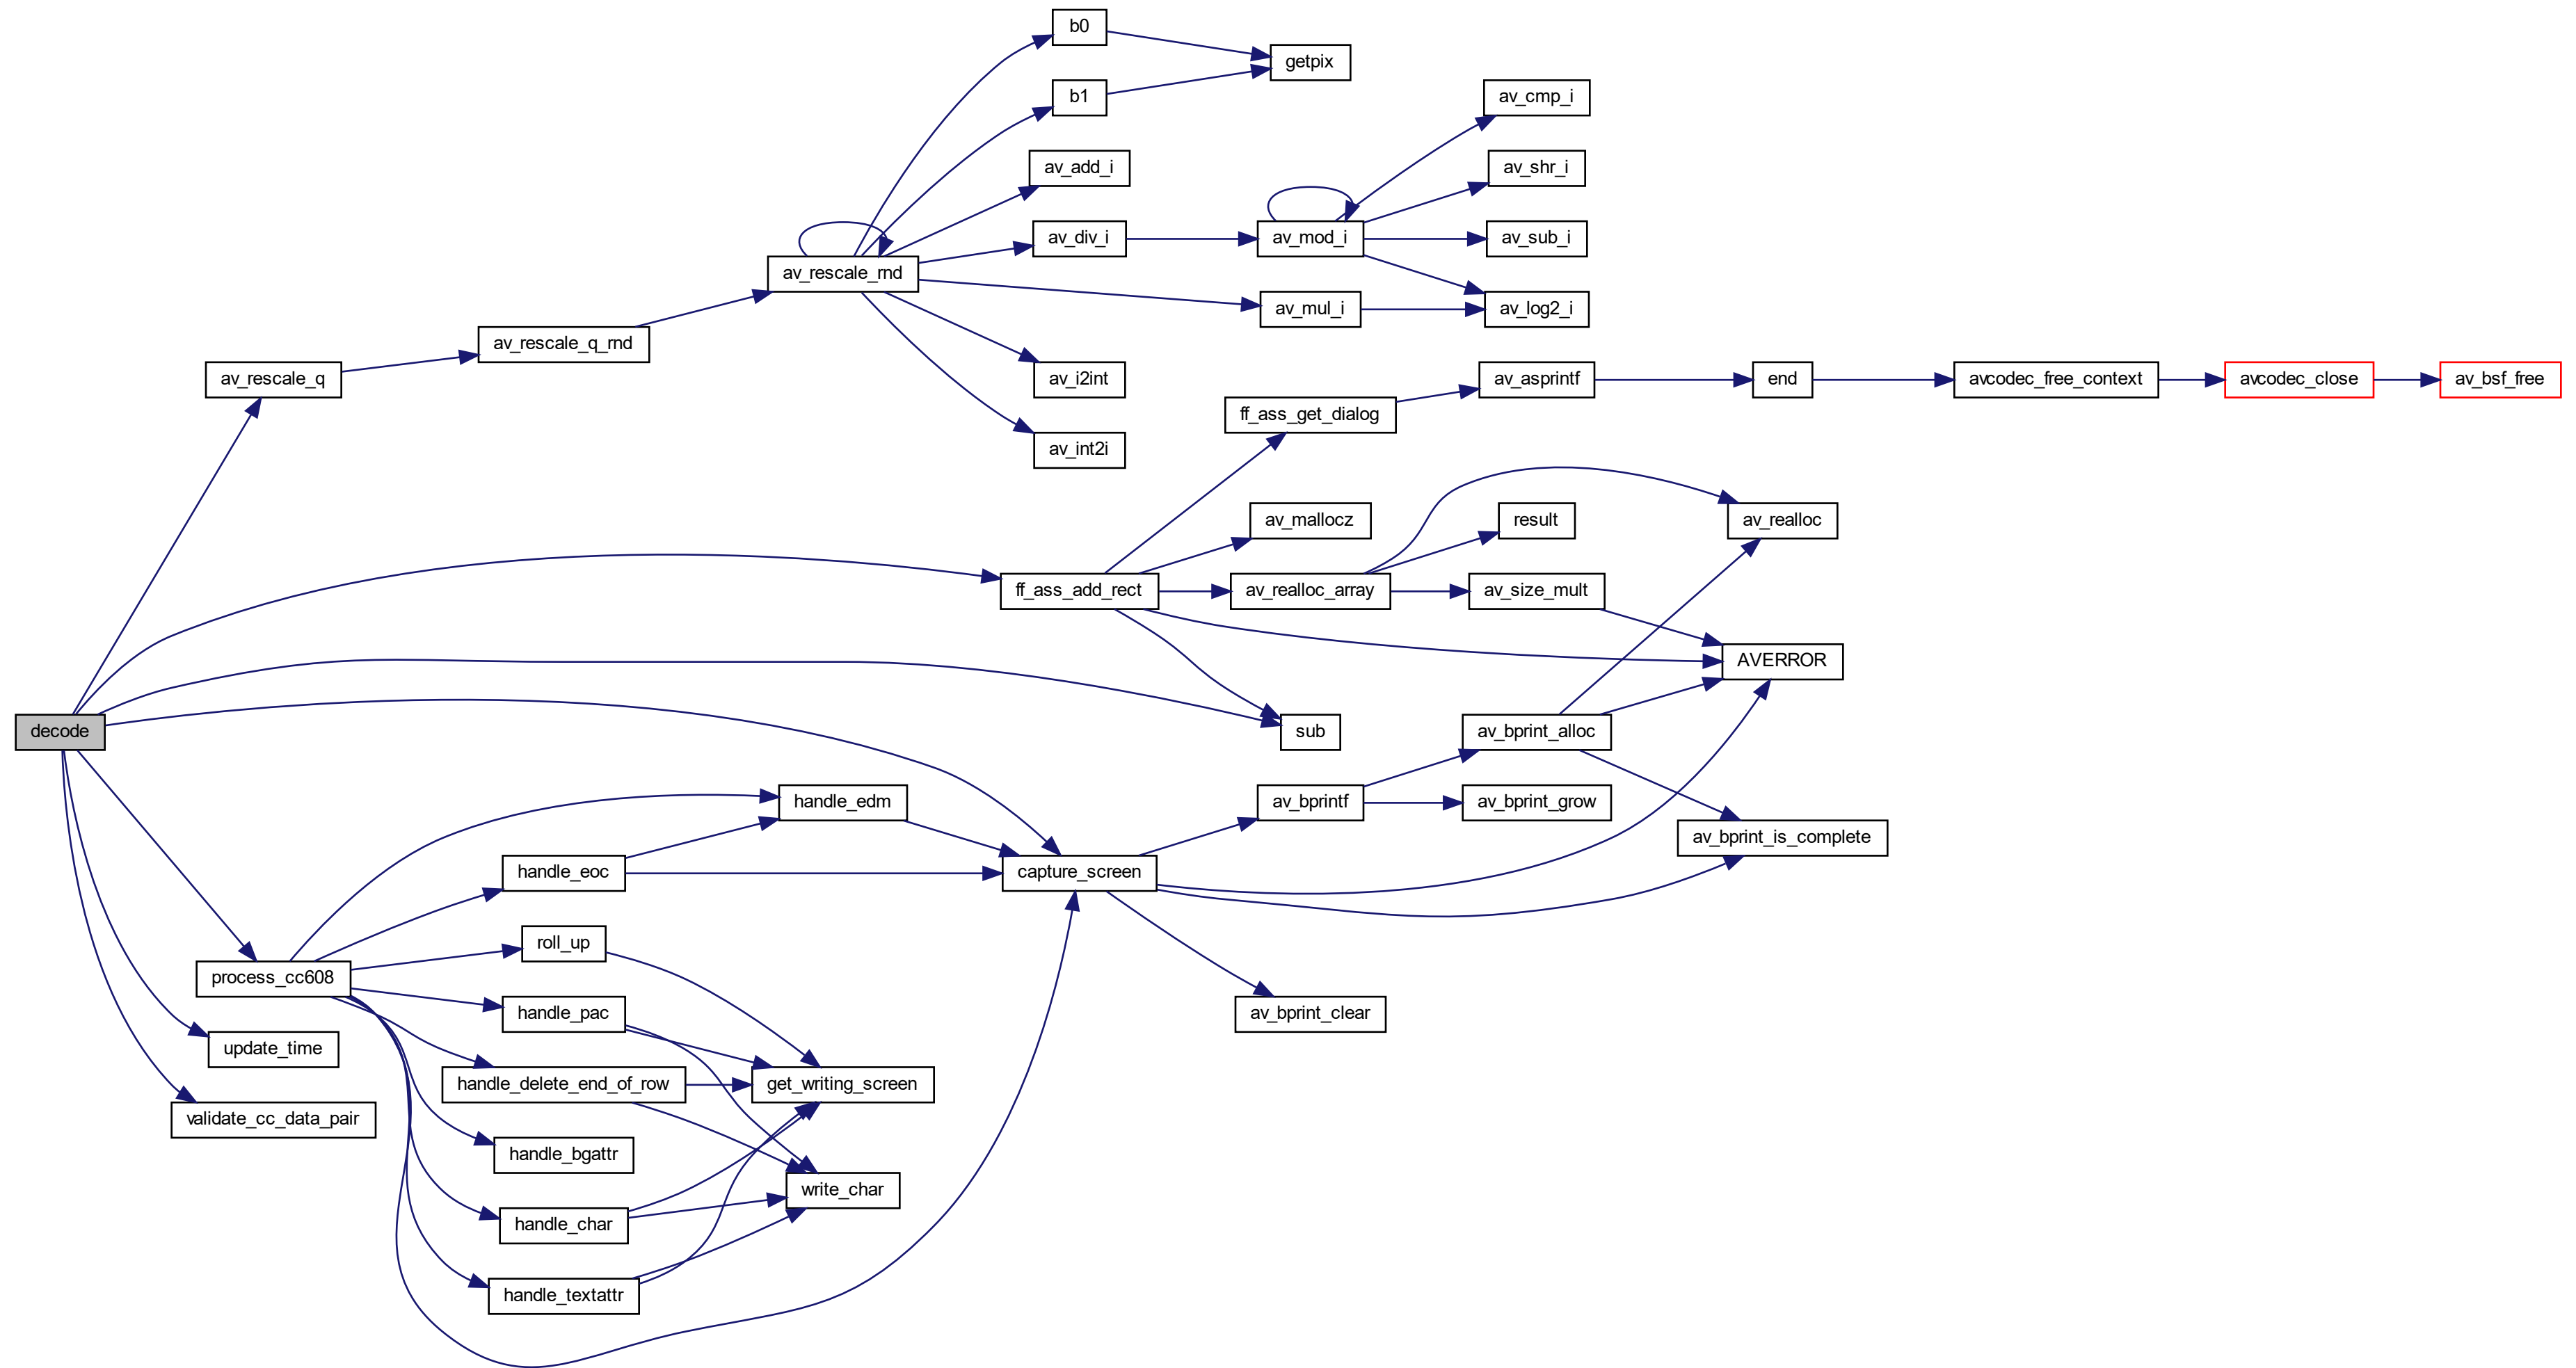 b0
getpix
b1
av_cmp_i
av_add_i
av_shr_i
av_div_i
av_mod_i
av_sub_i
av_rescale_rnd
av_mul_i
av_log2_i
av_rescale_q_rnd
av_rescale_q
av_i2int
av_asprintf
end
avcodec_free_context
avcodec_close
av_bsf_free
ff_ass_get_dialog
av_int2i
av_mallocz
result
av_realloc
ff_ass_add_rect
av_realloc_array
av_size_mult
AVERROR
decode
sub
av_bprint_alloc
handle_edm
av_bprintf
av_bprint_grow
av_bprint_is_complete
handle_eoc
capture_screen
roll_up
process_cc608
handle_pac
av_bprint_clear
update_time
handle_delete_end_of_row
get_writing_screen
validate_cc_data_pair
handle_bgattr
write_char
handle_char
handle_textattr